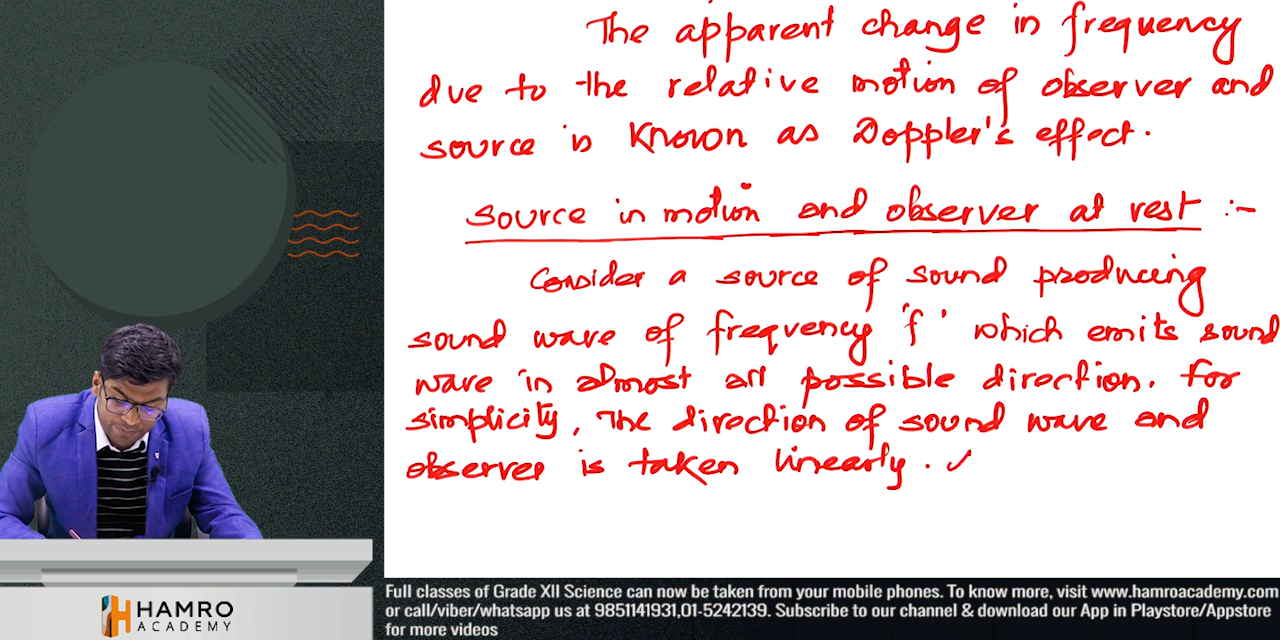 The apparent change in frequency
due to the relative motion of observer and
source is known as Doppler's effect.
source in motion and observer at rest :-
Consider a source of sound producing
sound wave of frequency 'f' which emits sound
wave in almost all possible direction. For
simplicity, The direction of sound wave and
observer is taken linearly. ✓
HAMRO
ACADEMY
Full classes of Grade XII Science can now be taken from your mobile phones. To know more, visit www.hamroacademy.com
or call/viber/whatsapp us at 9851141931,01-5242139. Subscribe to our channel & download our App in Playstore/Appstore
for more videos